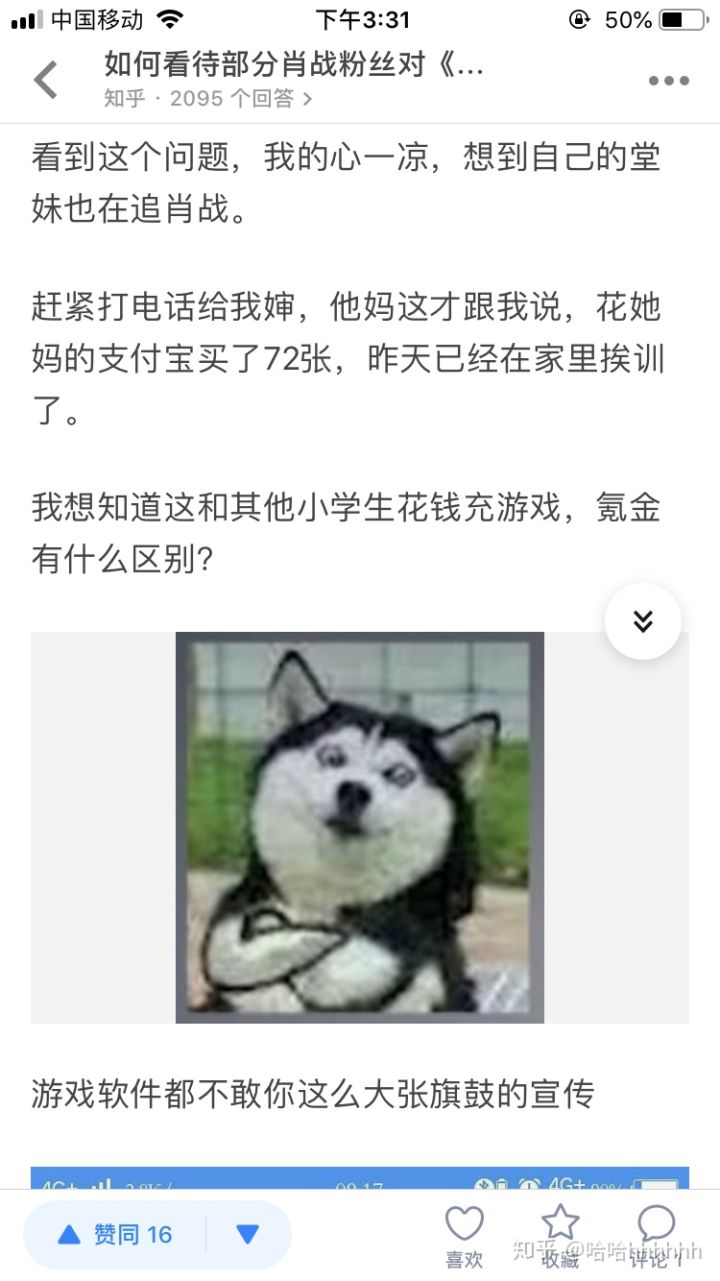 中国移动 下午3:31 50%
如何看待部分肖战粉丝对《...
知乎 · 2095 个回答 >
看到这个问题，我的心一凉，想到自己的堂
妹也在追肖战。
赶紧打电话给我婶，他妈这才跟我说，花她
妈的支付宝买了72张，昨天已经在家里挨训
了。
我想知道这和其他小学生花钱充游戏，氪金
有什么区别?
游戏软件都不敢你这么大张旗鼓的宣传
赞同 16
喜欢 收藏 评论 1
知乎 @哈哈hhhhhh